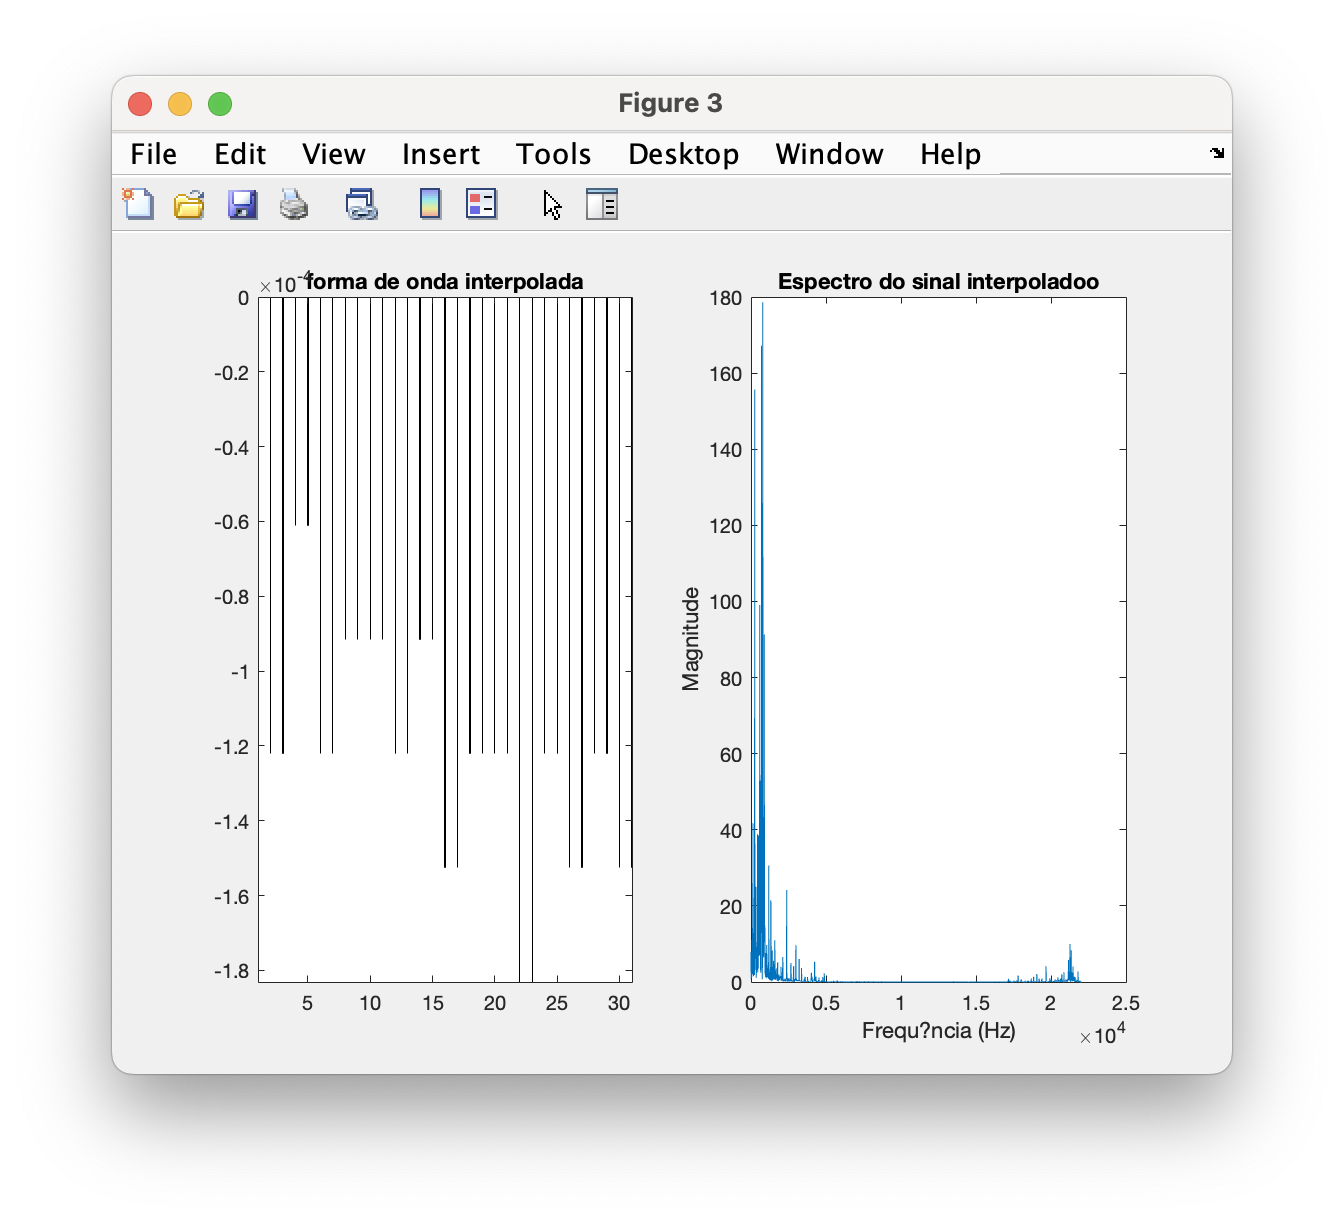 Figure 3
File Edit View Insert Tools Desktop Window Help
×10^-4
forma de onda interpolada
0
-0.2
-0.4
-0.6
-0.8
-1
-1.2
-1.4
-1.6
-1.8
5 10 15 20 25 30
Espectro do sinal interpoladoo
Magnitude
180
160
140
120
100
80
60
40
20
0
0 0.5 1 1.5 2 2.5
Frequ?ncia (Hz)
×10^4